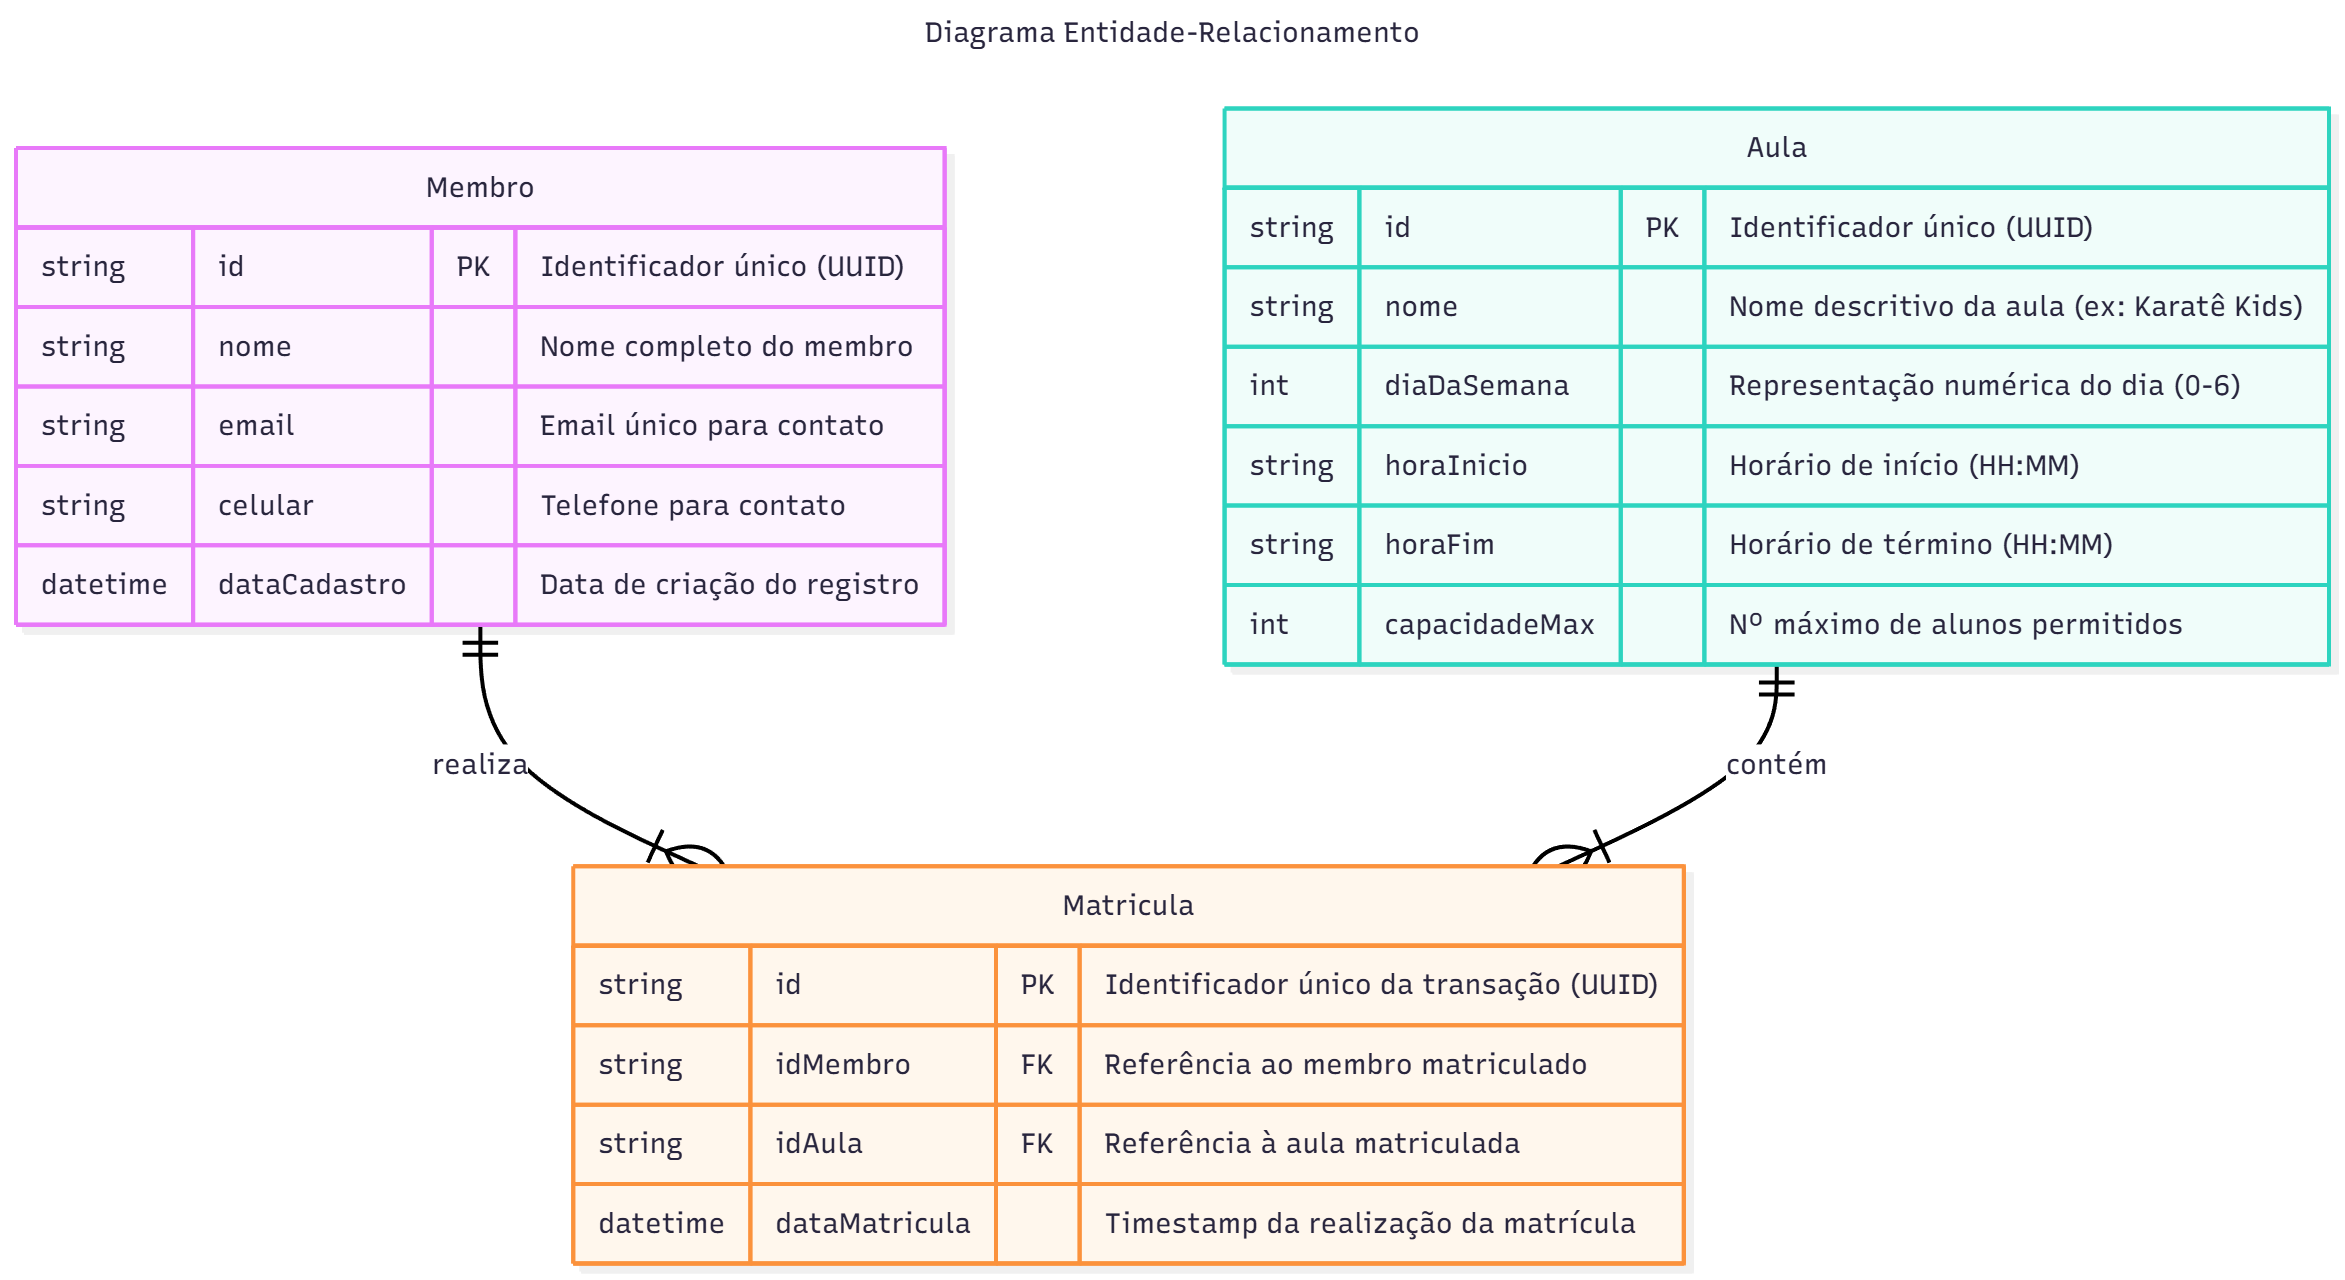 Diagrama Entidade-Relacionamento
Membro
string id PK Identificador único (UUID)
string nome Nome completo do membro
string email Email único para contato
string celular Telefone para contato
datetime dataCadastro Data de criação do registro
Aula
string id PK Identificador único (UUID)
string nome Nome descritivo da aula (ex: Karatê Kids)
int diaDaSemana Representação numérica do dia (0-6)
string horaInicio Horário de início (HH:MM)
string horaFim Horário de término (HH:MM)
int capacidadeMax Nº máximo de alunos permitidos
realiza
contém
Matricula
string id PK Identificador único da transação (UUID)
string idMembro FK Referência ao membro matriculado
string idAula FK Referência à aula matriculada
datetime dataMatricula Timestamp da realização da matrícula